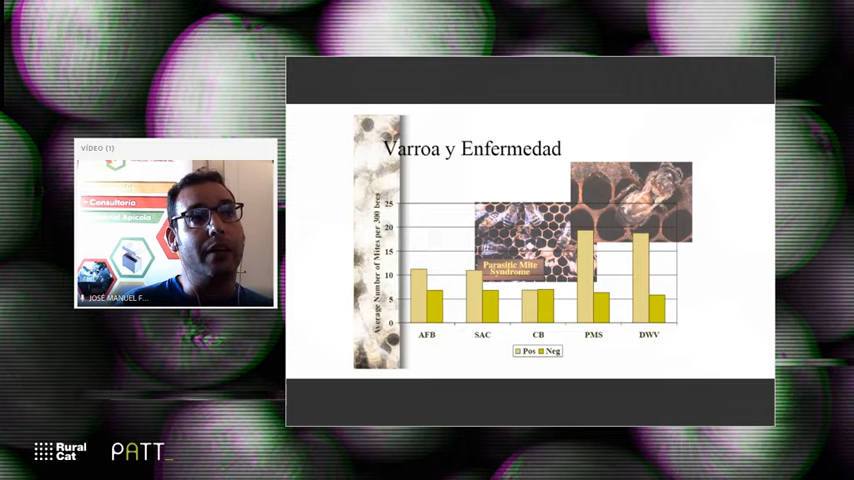 VÍDEO (1)
Consultoría
Apícola
JOSÉ MANUEL F...
Varroa y Enfermedad
Average Number of Mites per 300 bees
25
20
15
10
5
0
Parasitic Mite
Syndrome
AFB
SAC
CB
PMS
DWV
Pos
Neg
Rural
Cat
PATT_